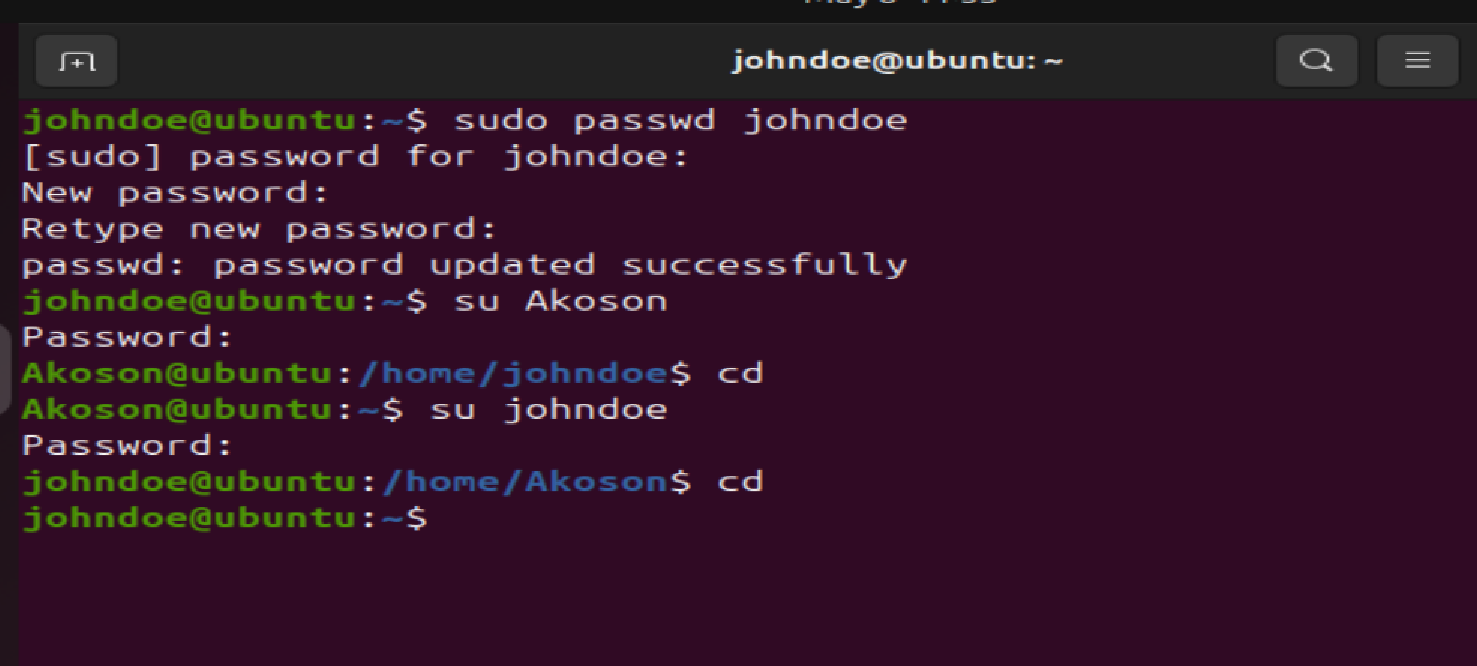 johndoe@ubuntu: ~
johndoe@ubuntu:~$ sudo passwd johndoe
[sudo] password for johndoe:
New password:
Retype new password:
passwd: password updated successfully
johndoe@ubuntu:~$ su Akoson
Password:
Akoson@ubuntu:/home/johndoe$ cd
Akoson@ubuntu:~$ su johndoe
Password:
johndoe@ubuntu:/home/Akoson$ cd
johndoe@ubuntu:~$